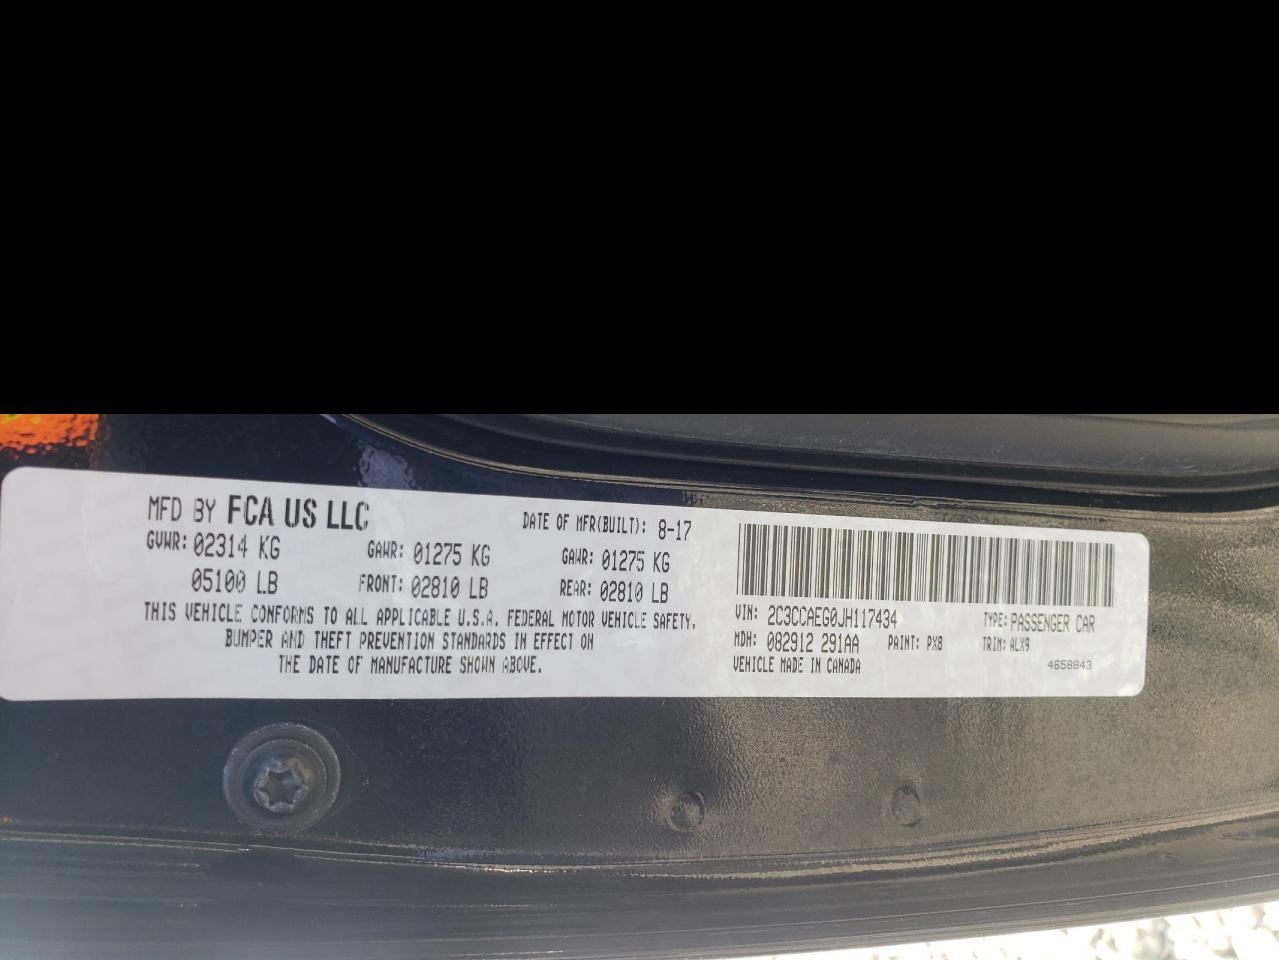 MFD BY FCA US LLC DATE OF MFR(BUILT): 8-17
GVWR: 02314 KG GAWR: 01275 KG GAWR: 01275 KG
05100 LB FRONT: 02810 LB REAR: 02810 LB
THIS VEHICLE CONFORMS TO ALL APPLICABLE U.S.A. FEDERAL MOTOR VEHICLE SAFETY,
BUMPER AND THEFT PREVENTION STANDARDS IN EFFECT ON
THE DATE OF MANUFACTURE SHOWN ABOVE.
VIN: 2C3CCAEG0JH117434 TYPE: PASSENGER CAR
MDH: 082912 291AA PAINT: PX8 TRIM: ALX9
VEHICLE MADE IN CANADA 4658843